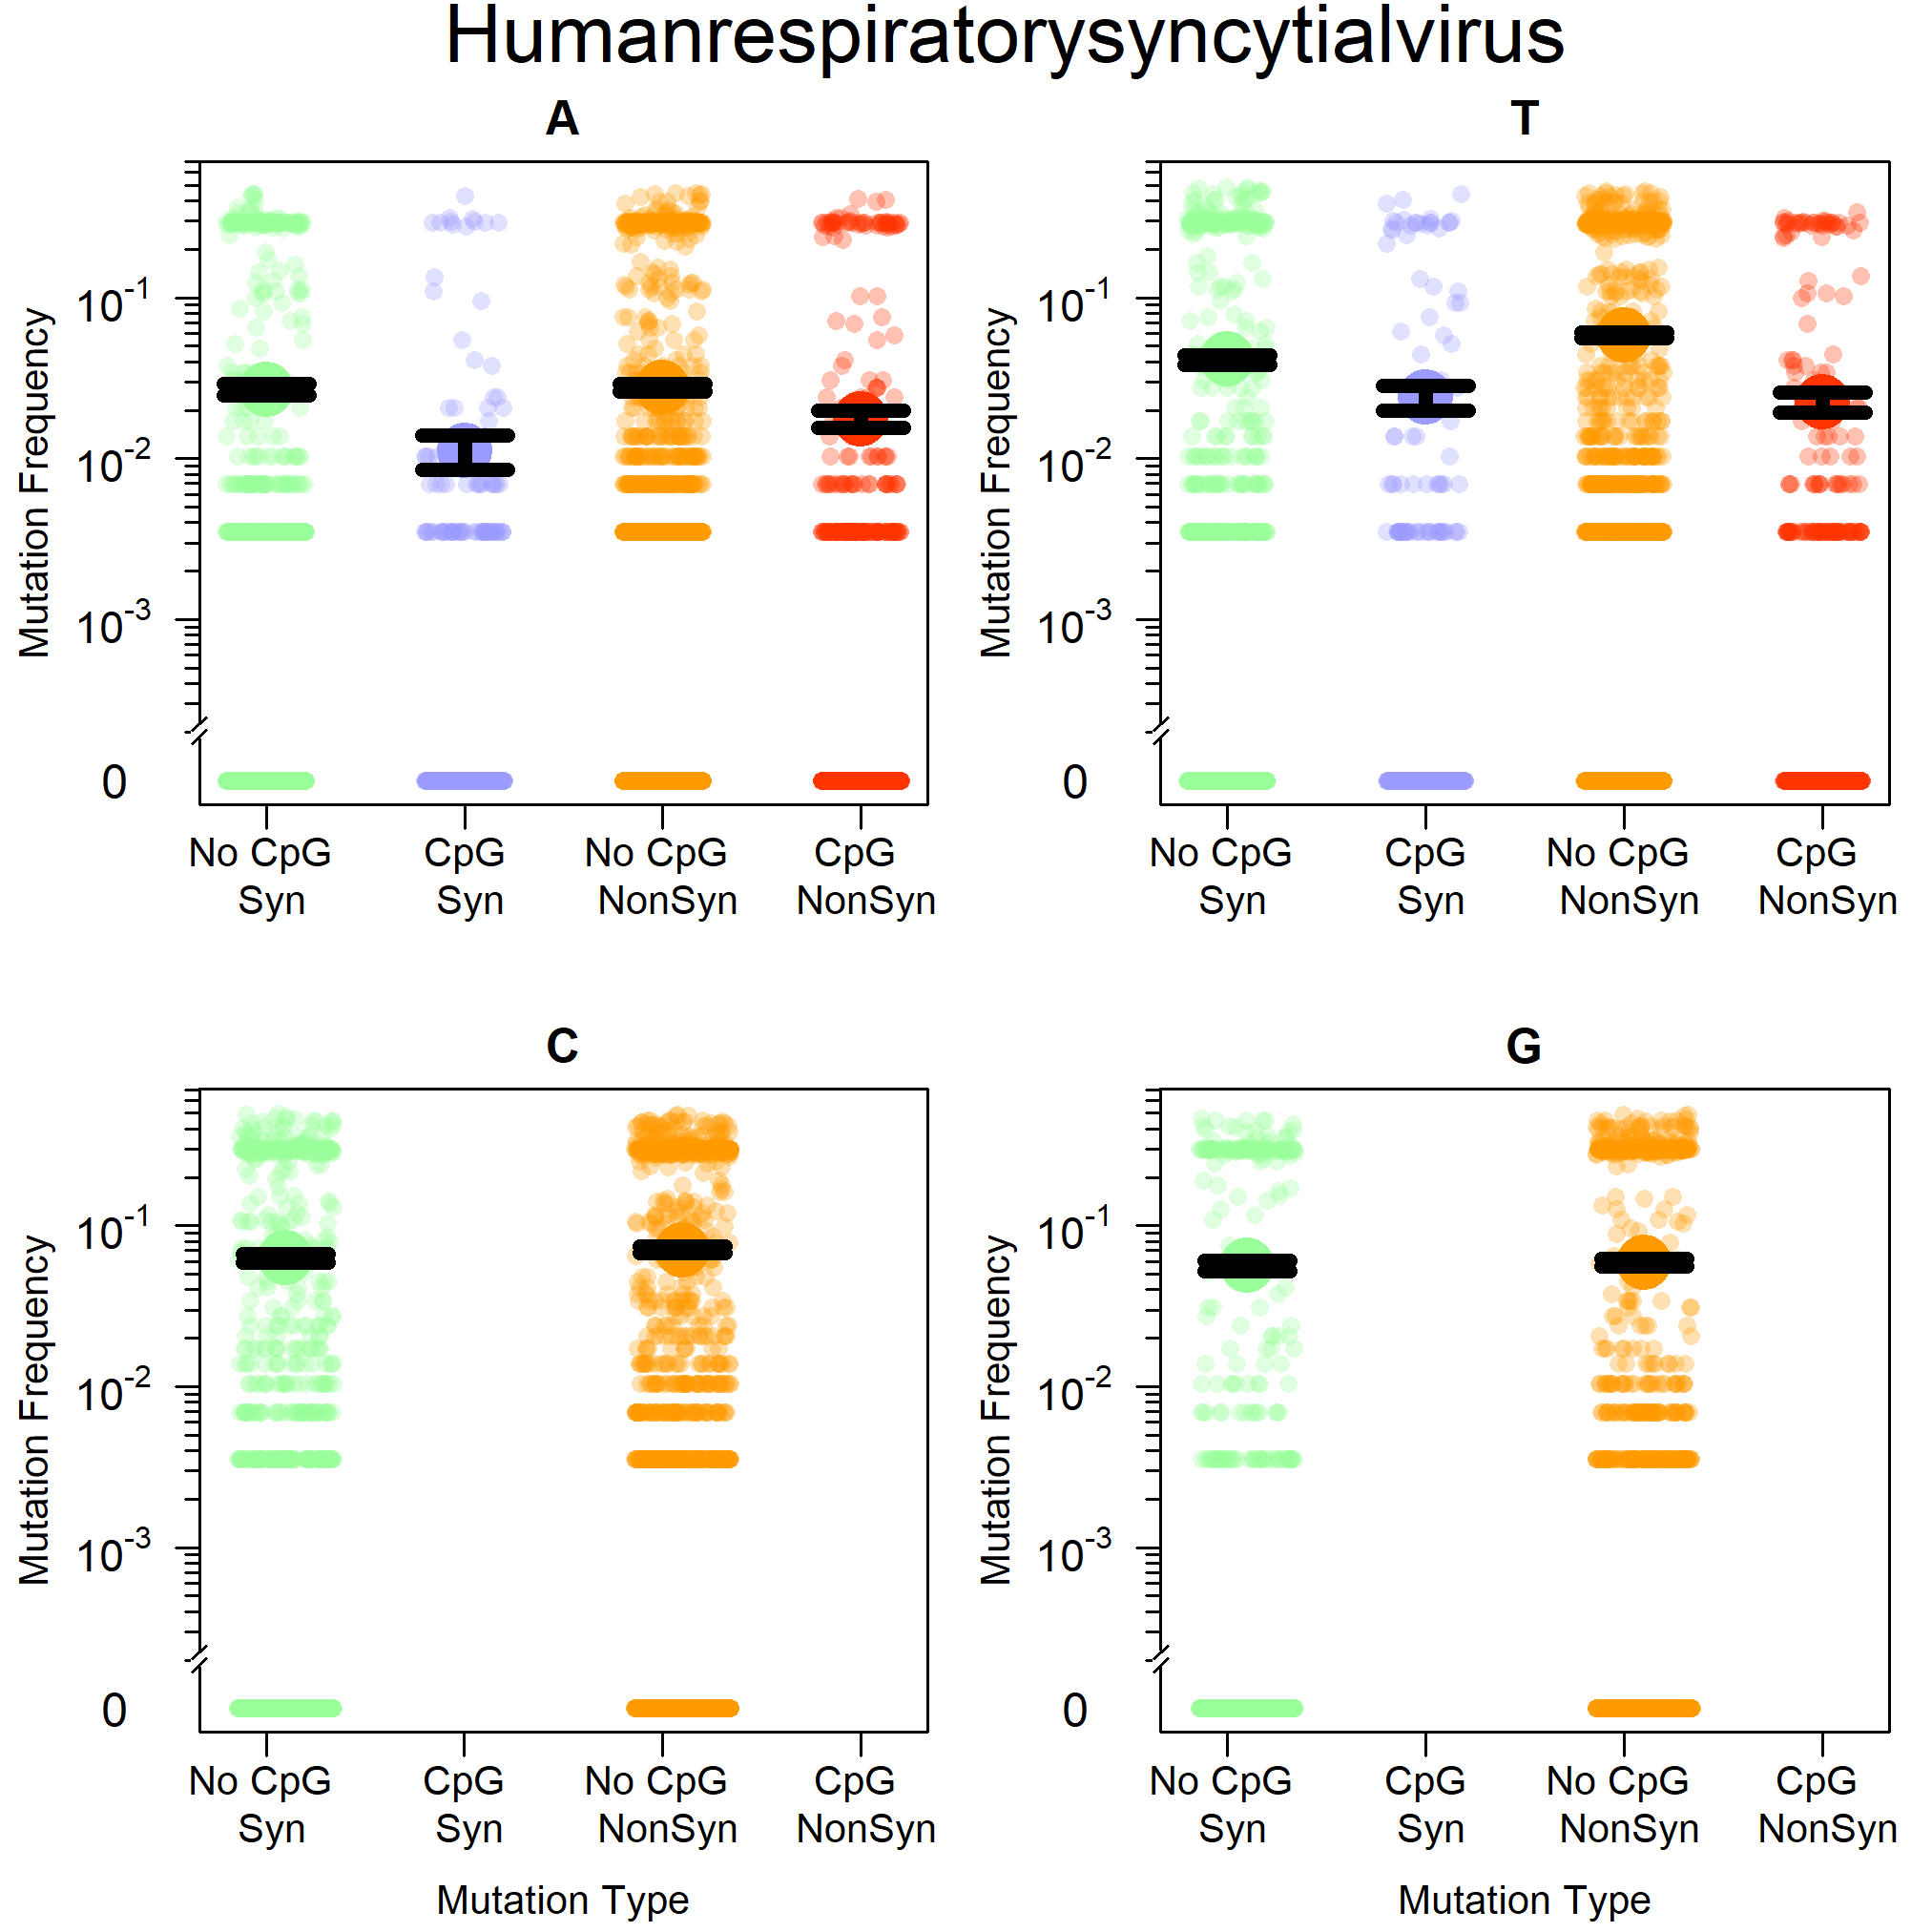 Humanrespiratorysyncytialvirus
A
Mutation Frequency
10^-1
10^-2
10^-3
0
No CpG CpG No CpG CpG
Syn Syn NonSyn NonSyn
T
Mutation Frequency
10^-1
10^-2
10^-3
0
No CpG CpG No CpG CpG
Syn Syn NonSyn NonSyn
C
Mutation Frequency
10^-1
10^-2
10^-3
0
No CpG CpG No CpG CpG
Syn Syn NonSyn NonSyn
Mutation Type
G
Mutation Frequency
10^-1
10^-2
10^-3
0
No CpG CpG No CpG CpG
Syn Syn NonSyn NonSyn
Mutation Type